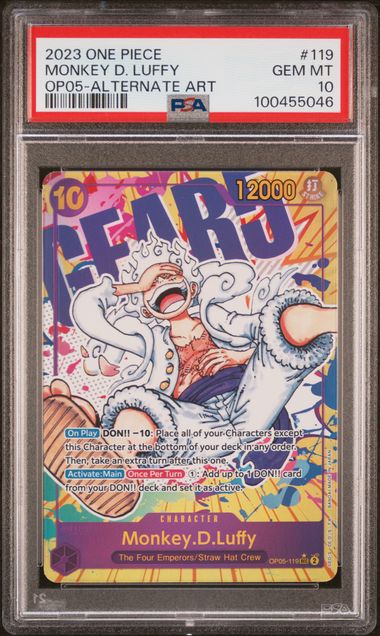 2023 ONE PIECE #119
MONKEY D. LUFFY GEM MT
OP05-ALTERNATE ART 10
PSA 100455046
10 12000 打
STRIKE
GEAR5
On Play DON!! −10: Place all of your Characters except
this Character at the bottom of your deck in any order.
Then, take an extra turn after this one.
Activate:Main Once Per Turn ①: Add up to 1 DON!! card
from your DON!! deck and set it as active.
CHARACTER
Monkey.D.Luffy
The Four Emperors/Straw Hat Crew OP05-119 SEC 2